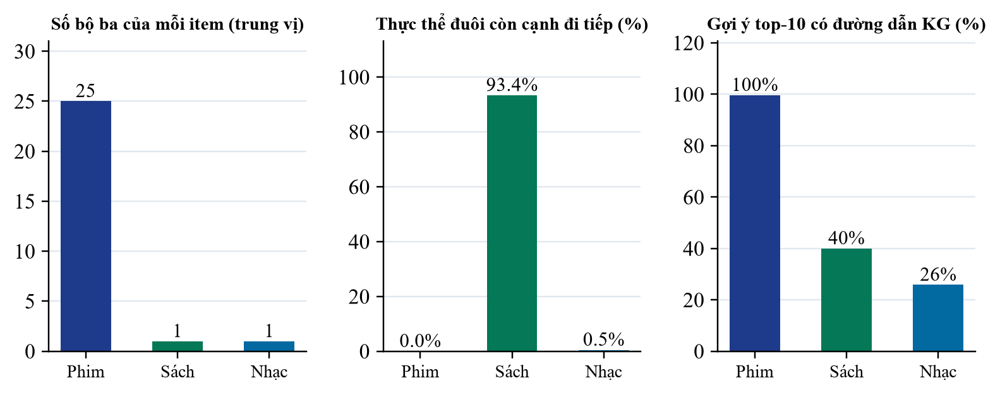 Số bộ ba của mỗi item (trung vị)
30
25
20
15
10
5
0
25
1
1
Phim
Sách
Nhạc
Thực thể đuôi còn cạnh đi tiếp (%)
100
80
60
40
20
0
0.0%
93.4%
0.5%
Phim
Sách
Nhạc
Gợi ý top-10 có đường dẫn KG (%)
120
100
80
60
40
20
0
100%
40%
26%
Phim
Sách
Nhạc